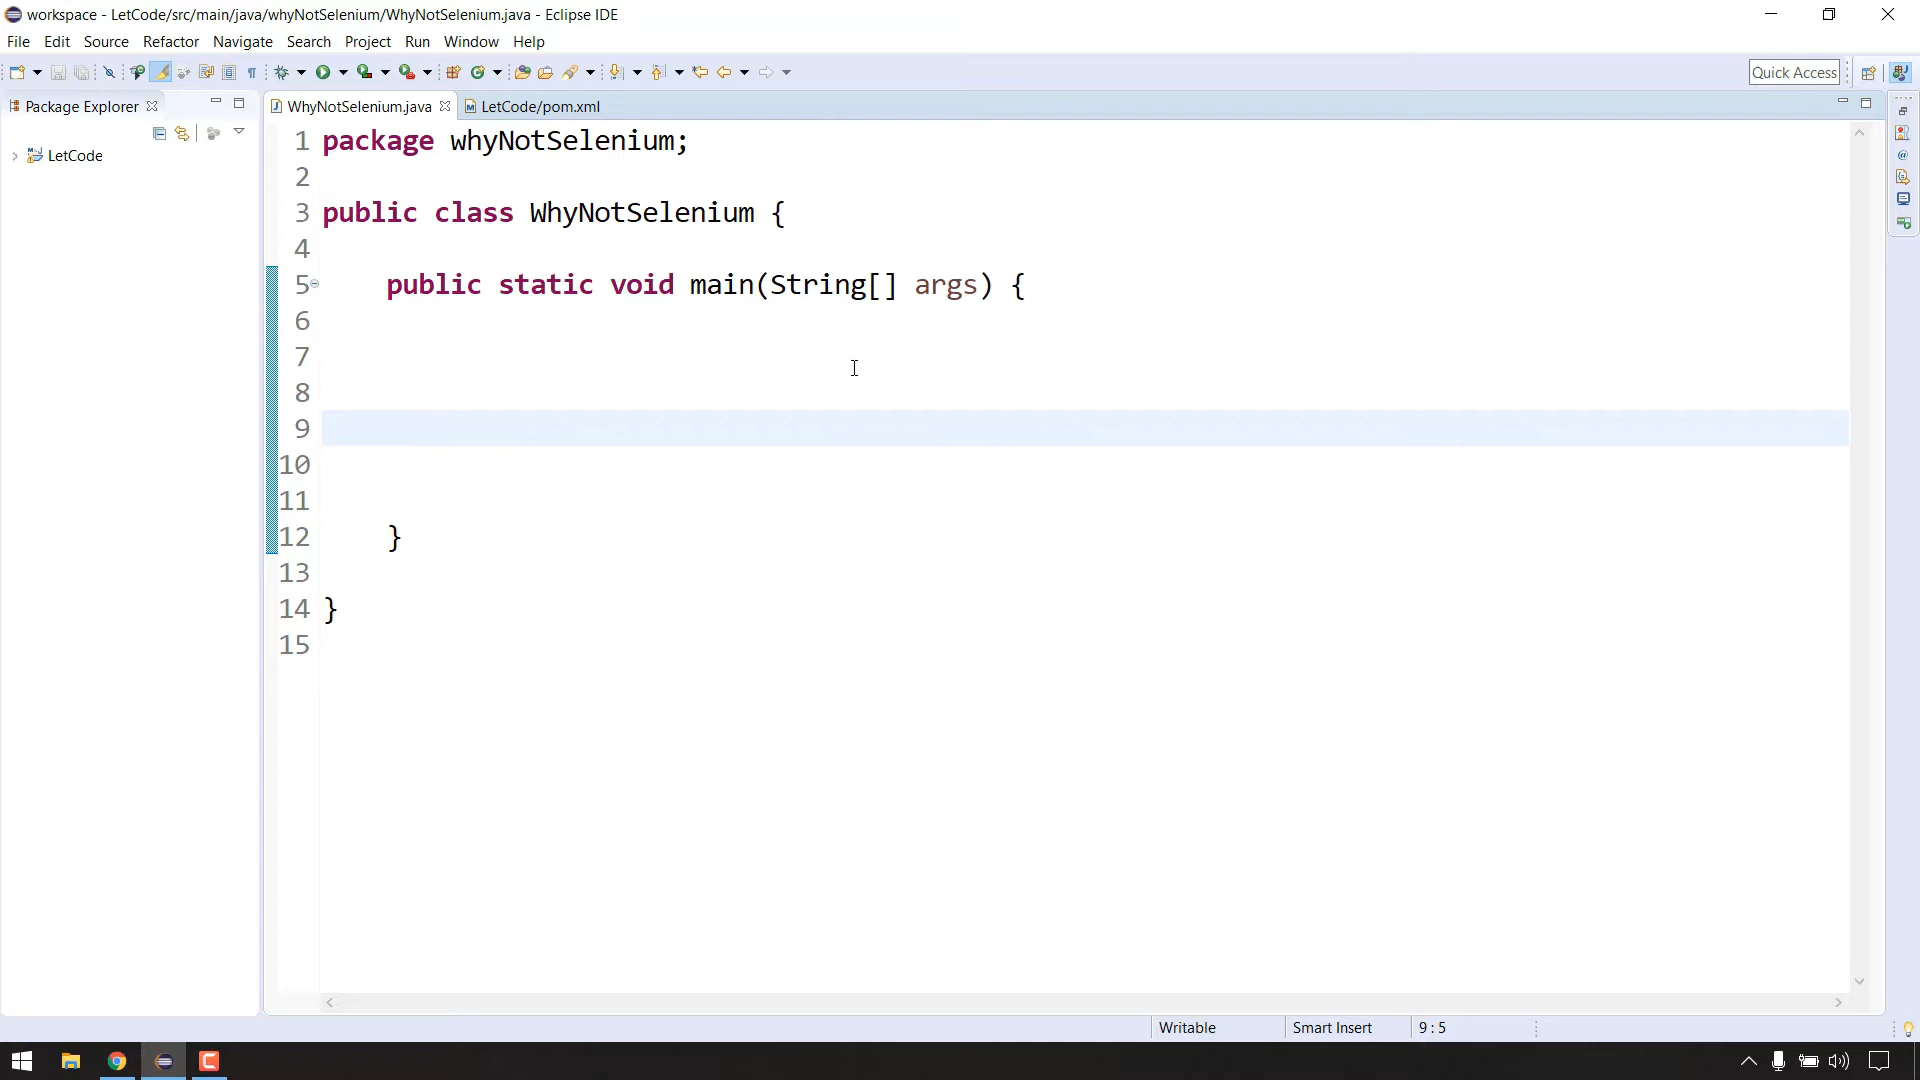 workspace - LetCode/src/main/java/whyNotSelenium/WhyNotSelenium.java - Eclipse IDE
File Edit Source Refactor Navigate Search Project Run Window Help
Quick Access
Package Explorer
LetCode
WhyNotSelenium.java
LetCode/pom.xml
1 package whyNotSelenium;
2
3 public class WhyNotSelenium {
4
5 public static void main(String[] args) {
6
7
8
9
10
11
12 }
13
14 }
15
Writable Smart Insert 9 : 5